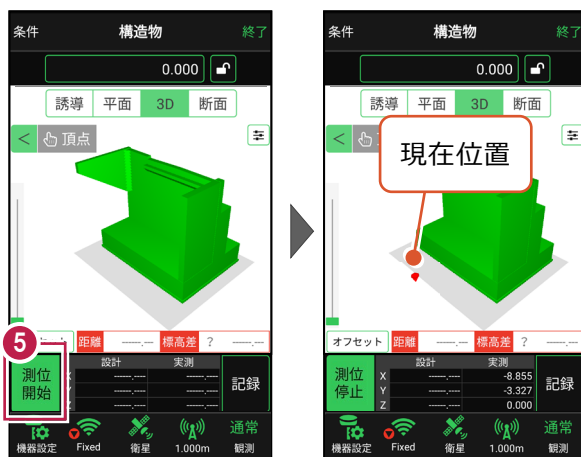 条件 構造物 終了
0.000
誘導 平面 3D 断面
< 頂点
5
距離 -----.--- 標高差 ? -----.---
設計 実測
測位開始
-----.---- -----.----
-----.---- -----.----
Z -----.---- -----.----
記録
機器設定 Fixed 衛星 1.000m 通常観測
条件 構造物 終了
0.000
誘導 平面 3D 断面
<
現在位置
オフセット 距離 -----.--- 標高差 ? -----.---
設計 実測
測位停止
X -----.---- -8.855
Y -----.---- -3.327
Z -----.---- 0.000
記録
機器設定 Fixed 衛星 1.000m 通常観測